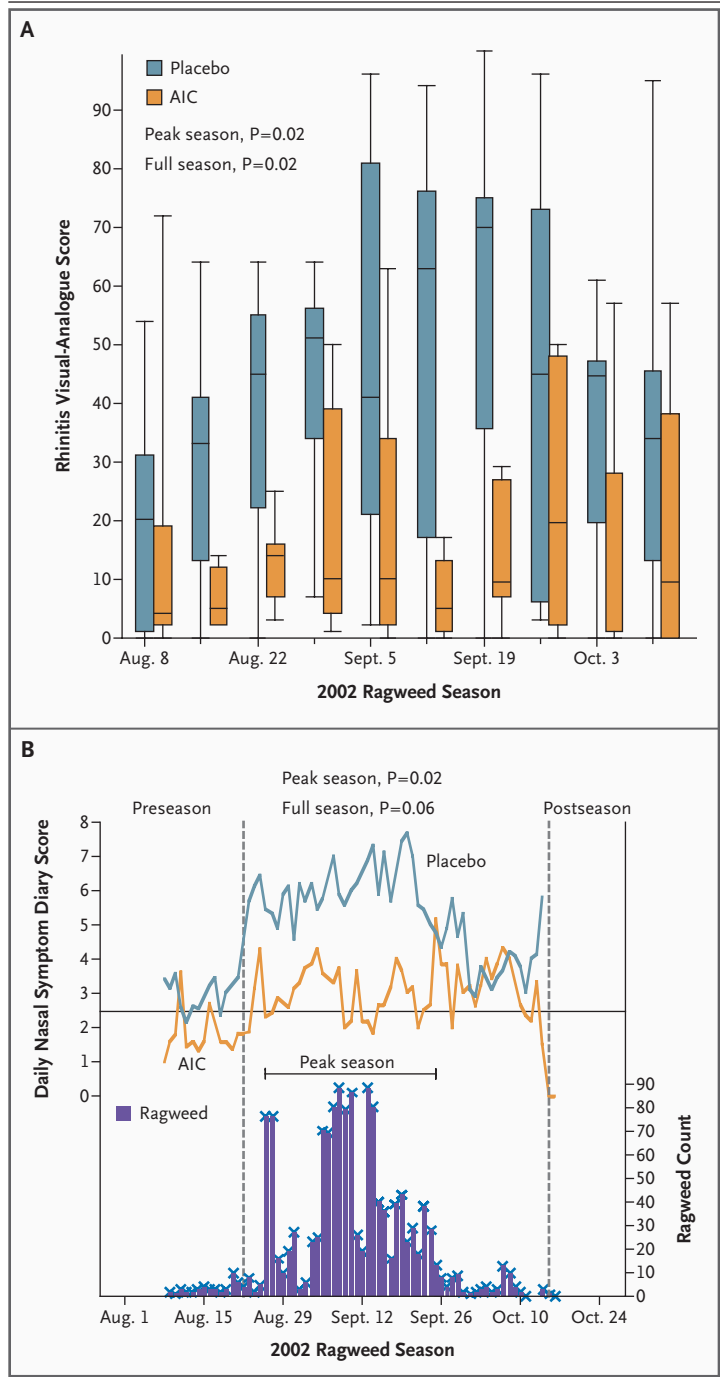 A
Placebo
AIC
Peak season, P=0.02
Full season, P=0.02
Rhinitis Visual-Analogue Score
90
80
70
60
50
40
30
20
10
0
Aug. 8 Aug. 22 Sept. 5 Sept. 19 Oct. 3
2002 Ragweed Season
B
Peak season, P=0.02
Preseason Full season, P=0.06 Postseason
Daily Nasal Symptom Diary Score
8
7
6
5
4
3
2
1
0
Placebo
AIC
Peak season
Ragweed
Ragweed Count
90
80
70
60
50
40
30
20
10
0
Aug. 1 Aug. 15 Aug. 29 Sept. 12 Sept. 26 Oct. 10 Oct. 24
2002 Ragweed Season